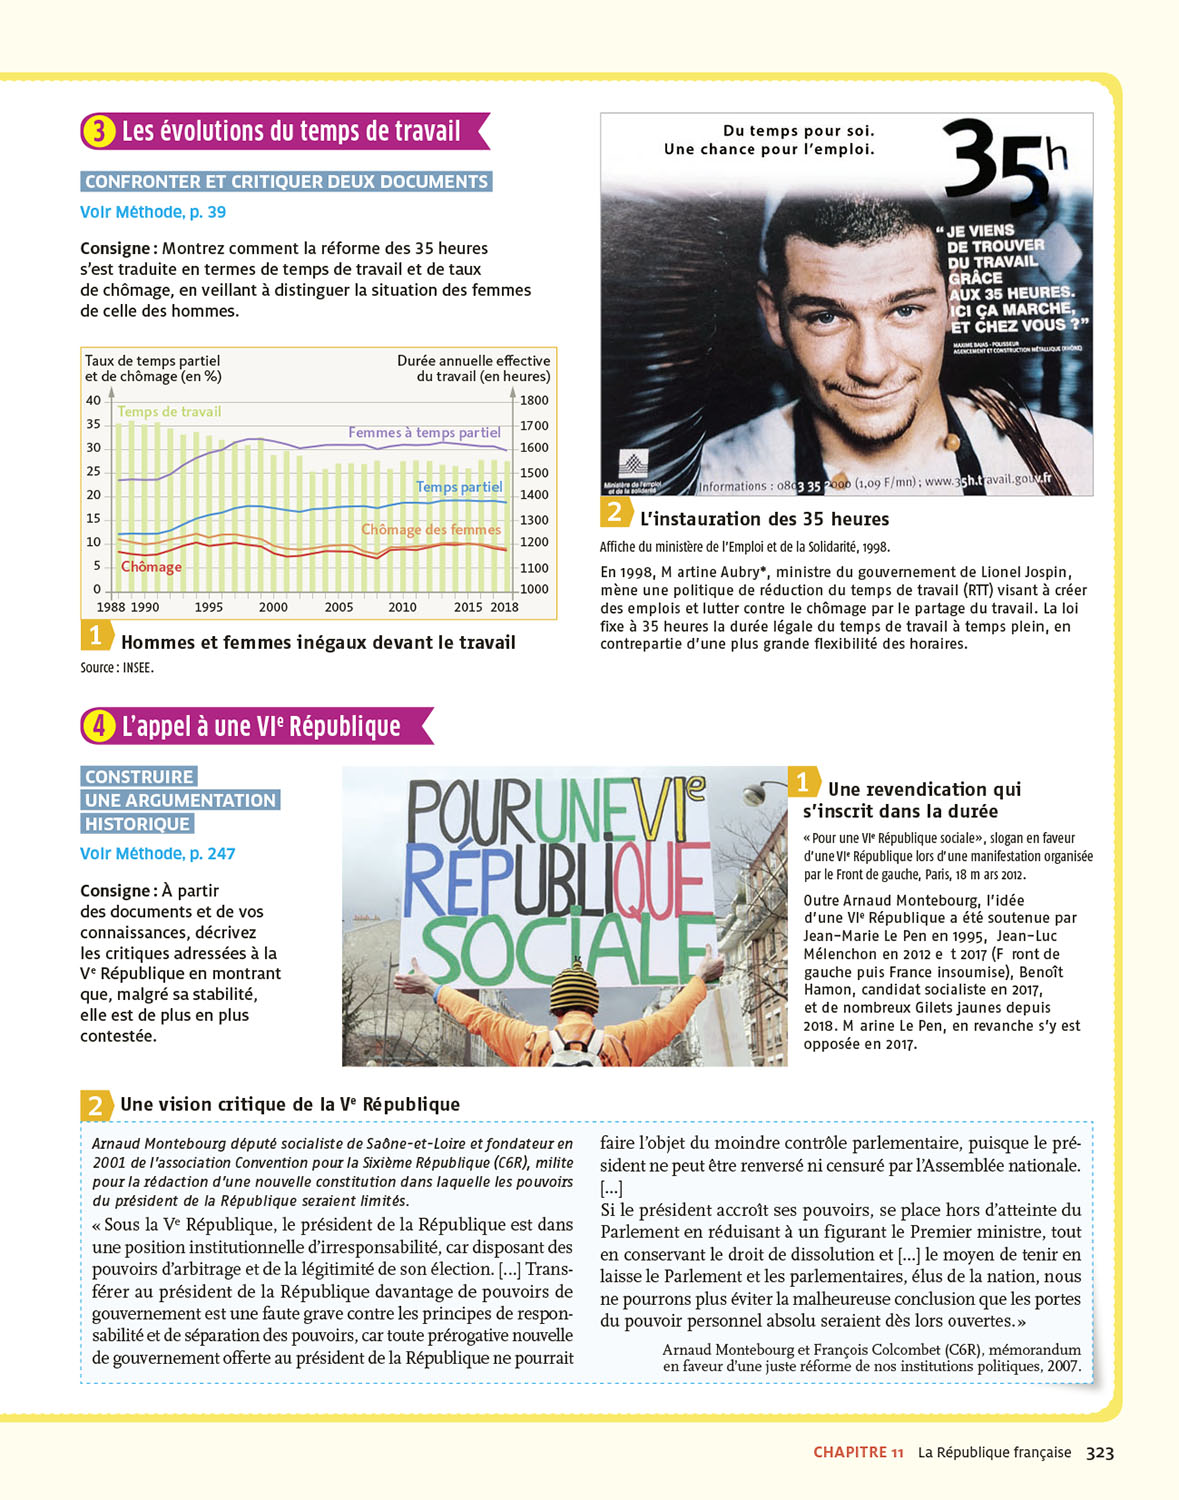 3 Les évolutions du temps de travail
CONFRONTER ET CRITIQUER DEUX DOCUMENTS
Voir Méthode, p. 39
Consigne : Montrez comment la réforme des 35 heures
s’est traduite en termes de temps de travail et de taux
de chômage, en veillant à distinguer la situation des femmes
de celle des hommes.
Taux de temps partiel
et de chômage (en %)
Durée annuelle effective
du travail (en heures)
40
35
30
25
20
15
10
5
0
1800
1700
1600
1500
1400
1300
1200
1100
1000
Temps de travail
Femmes à temps partiel
Temps partiel
Chômage des femmes
Chômage
1988 1990 1995 2000 2005 2010 2015 2018
1 Hommes et femmes inégaux devant le travail
Source : INSEE.
Du temps pour soi.
Une chance pour l’emploi.
35h
“JE VIENS
DE TROUVER
DU TRAVAIL
GRÂCE
AUX 35 HEURES.
ICI ÇA MARCHE,
ET CHEZ VOUS ?”
MAXIME BAIAS - POLISSEUR
AGENCEMENT ET CONSTRUCTION MÉTALLIQUE (RHÔNE)
Ministère de l’emploi
et de la solidarité
Informations : 0803 35 2000 (1,09 F/mn) ; www.35h.travail.gouv.fr
2 L’instauration des 35 heures
Affiche du ministère de l’Emploi et de la Solidarité, 1998.
En 1998, M artine Aubry*, ministre du gouvernement de Lionel Jospin,
mène une politique de réduction du temps de travail (RTT) visant à créer
des emplois et lutter contre le chômage par le partage du travail. La loi
fixe à 35 heures la durée légale du temps de travail à temps plein, en
contrepartie d’une plus grande flexibilité des horaires.
4 L’appel à une VIe République
CONSTRUIRE
UNE ARGUMENTATION
HISTORIQUE
Voir Méthode, p. 247
Consigne : À partir
des documents et de vos
connaissances, décrivez
les critiques adressées à la
Ve République en montrant
que, malgré sa stabilité,
elle est de plus en plus
contestée.
POUR UNE VIe
RÉPUBLIQUE
SOCIALE
1 Une revendication qui
s’inscrit dans la durée
« Pour une VIe République sociale», slogan en faveur
d’une VIe République lors d’une manifestation organisée
par le Front de gauche, Paris, 18 m ars 2012.
Outre Arnaud Montebourg, l’idée
d’une VIe République a été soutenue par
Jean-Marie Le Pen en 1995, Jean-Luc
Mélenchon en 2012 e t 2017 (F ront de
gauche puis France insoumise), Benoît
Hamon, candidat socialiste en 2017,
et de nombreux Gilets jaunes depuis
2018. M arine Le Pen, en revanche s’y est
opposée en 2017.
2 Une vision critique de la Ve République
Arnaud Montebourg député socialiste de Saône-et-Loire et fondateur en
2001 de l’association Convention pour la Sixième République (C6R), milite
pour la rédaction d’une nouvelle constitution dans laquelle les pouvoirs
du président de la République seraient limités.
« Sous la Ve République, le président de la République est dans
une position institutionnelle d’irresponsabilité, car disposant des
pouvoirs d’arbitrage et de la légitimité de son élection. [...] Trans-
férer au président de la République davantage de pouvoirs de
gouvernement est une faute grave contre les principes de respon-
sabilité et de séparation des pouvoirs, car toute prérogative nouvelle
de gouvernement offerte au président de la République ne pourrait
faire l’objet du moindre contrôle parlementaire, puisque le pré-
sident ne peut être renversé ni censuré par l’Assemblée nationale.
[...]
Si le président accroît ses pouvoirs, se place hors d’atteinte du
Parlement en réduisant à un figurant le Premier ministre, tout
en conservant le droit de dissolution et [...] le moyen de tenir en
laisse le Parlement et les parlementaires, élus de la nation, nous
ne pourrons plus éviter la malheureuse conclusion que les portes
du pouvoir personnel absolu seraient dès lors ouvertes. »
Arnaud Montebourg et François Colcombet (C6R), mémorandum
en faveur d’une juste réforme de nos institutions politiques, 2007.
CHAPITRE 11 La République française 323